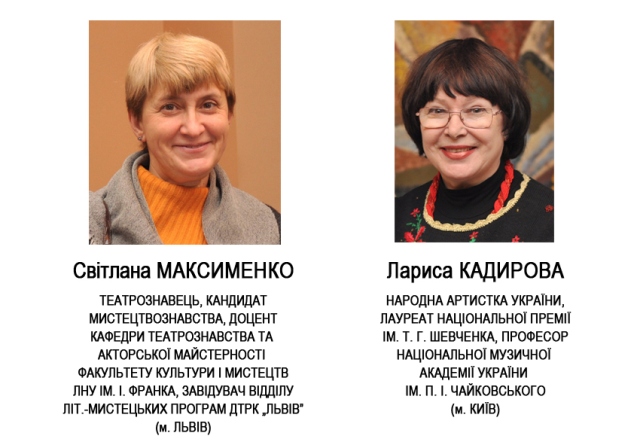 Світлана МАКСИМЕНКО
ТЕАТРОЗНАВЕЦЬ, КАНДИДАТ
МИСТЕЦТВОЗНАВСТВА, ДОЦЕНТ
КАФЕДРИ ТЕАТРОЗНАВСТВА ТА
АКТОРСЬКОЇ МАЙСТЕРНОСТІ
ФАКУЛЬТЕТУ КУЛЬТУРИ І МИСТЕЦТВ
ЛНУ ІМ. І. ФРАНКА, ЗАВІДУВАЧ ВІДДІЛУ
ЛІТ.-МИСТЕЦЬКИХ ПРОГРАМ ДТРК „ЛЬВІВ”
(м. ЛЬВІВ)
Лариса КАДИРОВА
НАРОДНА АРТИСТКА УКРАЇНИ,
ЛАУРЕАТ НАЦІОНАЛЬНОЇ ПРЕМІЇ
ІМ. Т. Г. ШЕВЧЕНКА, ПРОФЕСОР
НАЦІОНАЛЬНОЇ МУЗИЧНОЇ
АКАДЕМІЇ УКРАЇНИ
ІМ. П. І. ЧАЙКОВСЬКОГО
(м. КИЇВ)